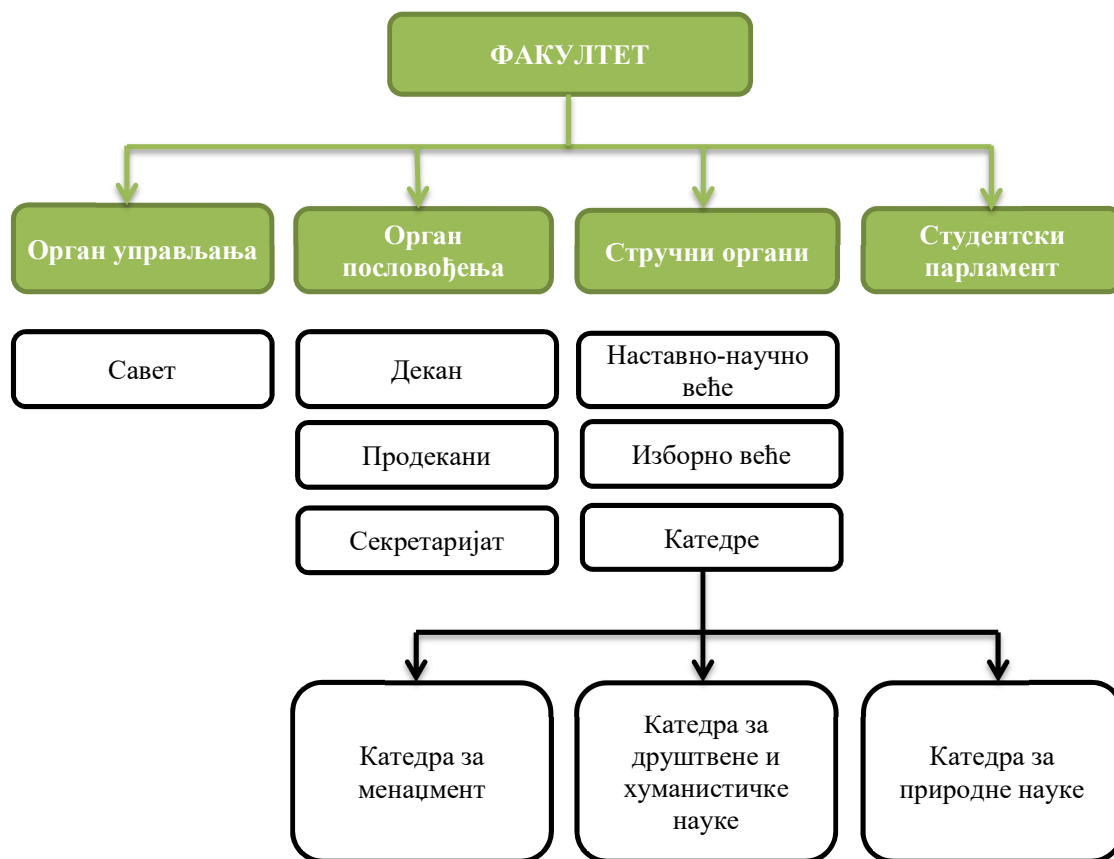 ФАКУЛТЕТ
Орган управљања
Орган
пословођења
Стручни органи
Студентски
парламент
Савет
Декан
Наставно-научно
веће
Продекани
Изборно веће
Секретаријат
Катедре
Катедра за
менаџмент
Катедра за
друштвене и
хуманистичке
науке
Катедра за
природне науке